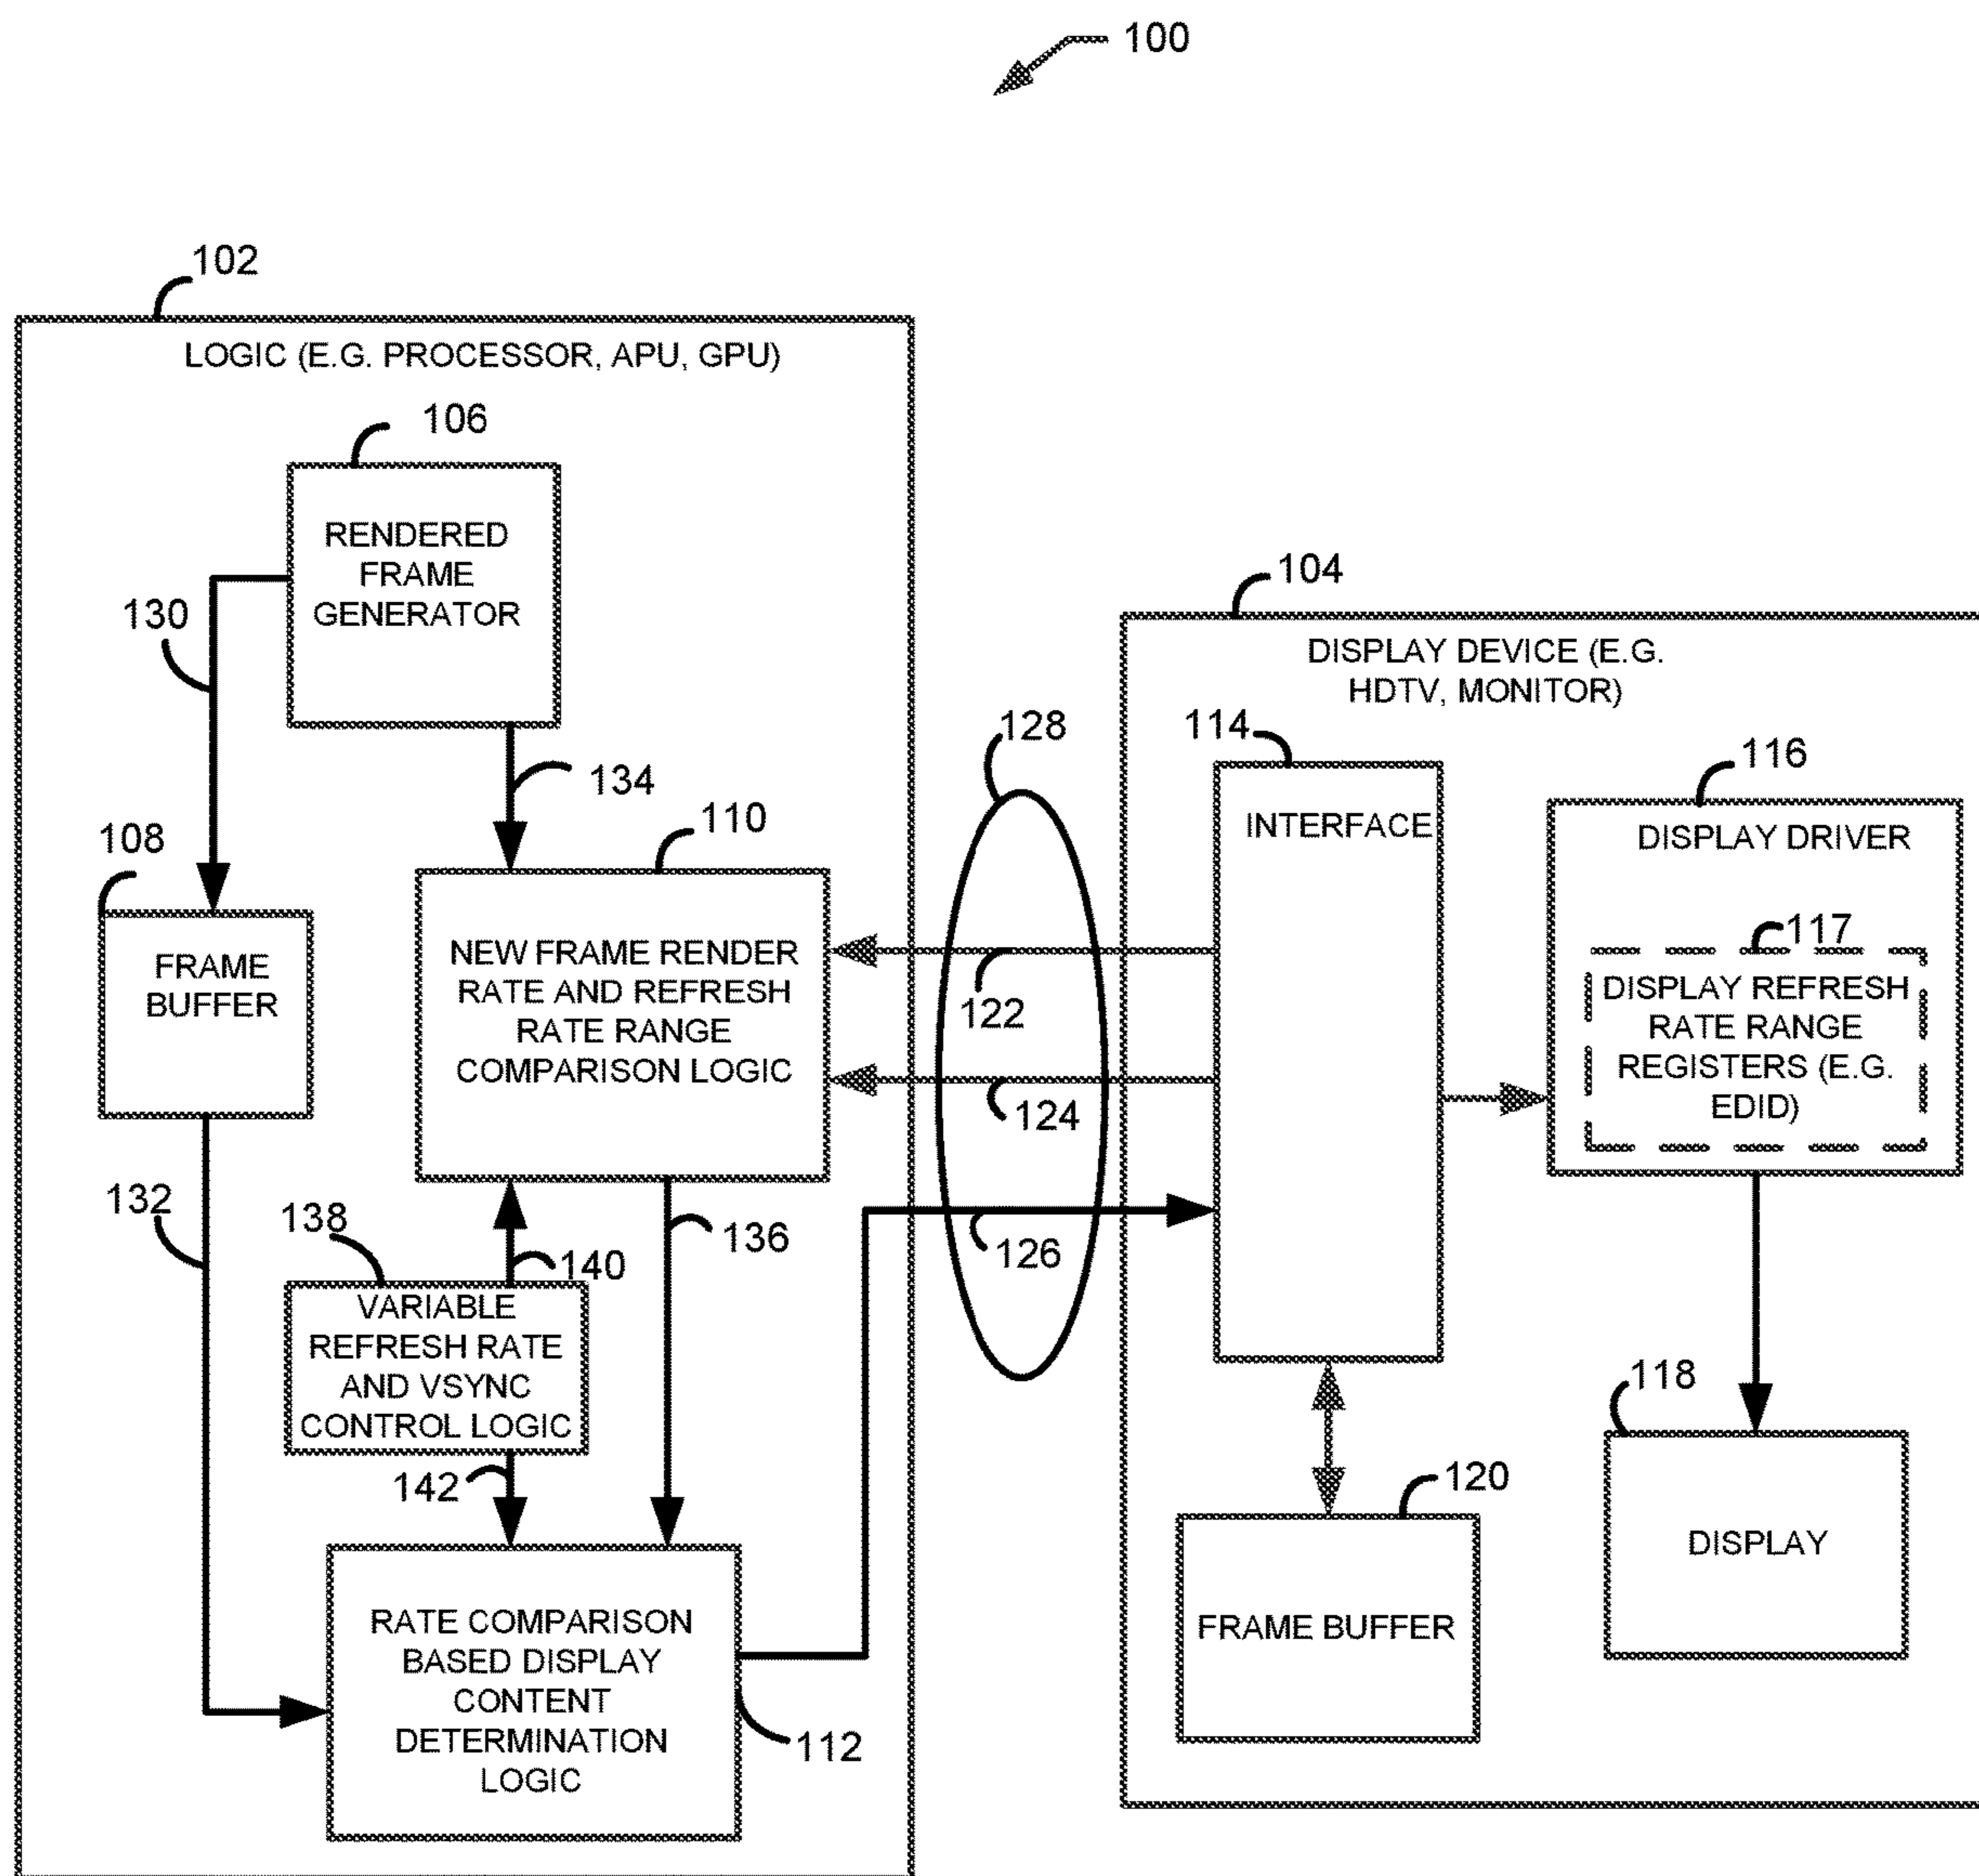 100
102
LOGIC (E.G. PROCESSOR, APU, GPU)
106
RENDERED
FRAME
GENERATOR
130
134
108
FRAME
BUFFER
110
NEW FRAME RENDER
RATE AND REFRESH
RATE RANGE
COMPARISON LOGIC
132
138
140
136
VARIABLE
REFRESH RATE
AND VSYNC
CONTROL LOGIC
142
RATE COMPARISON
BASED DISPLAY
CONTENT
DETERMINATION
LOGIC
112
128
122
124
126
104
DISPLAY DEVICE (E.G.
HDTV, MONITOR)
114
INTERFACE
116
DISPLAY DRIVER
117
DISPLAY REFRESH
RATE RANGE
REGISTERS (E.G.
EDID)
118
DISPLAY
120
FRAME BUFFER